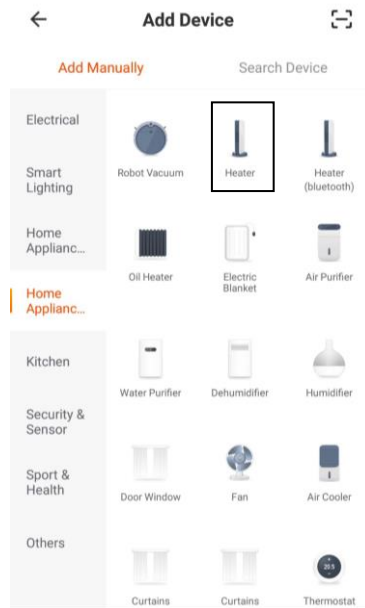 Add Device
Add Manually
Search Device
Electrical
Smart
Lighting
Home
Applianc...
Home
Applianc...
Kitchen
Security &
Sensor
Sport &
Health
Others
Robot Vacuum
Heater
Heater
(bluetooth)
Oil Heater
Electric
Blanket
Air Purifier
Water Purifier
Dehumidifier
Humidifier
Door Window
Fan
Air Cooler
Curtains
Curtains
20.5
Thermostat